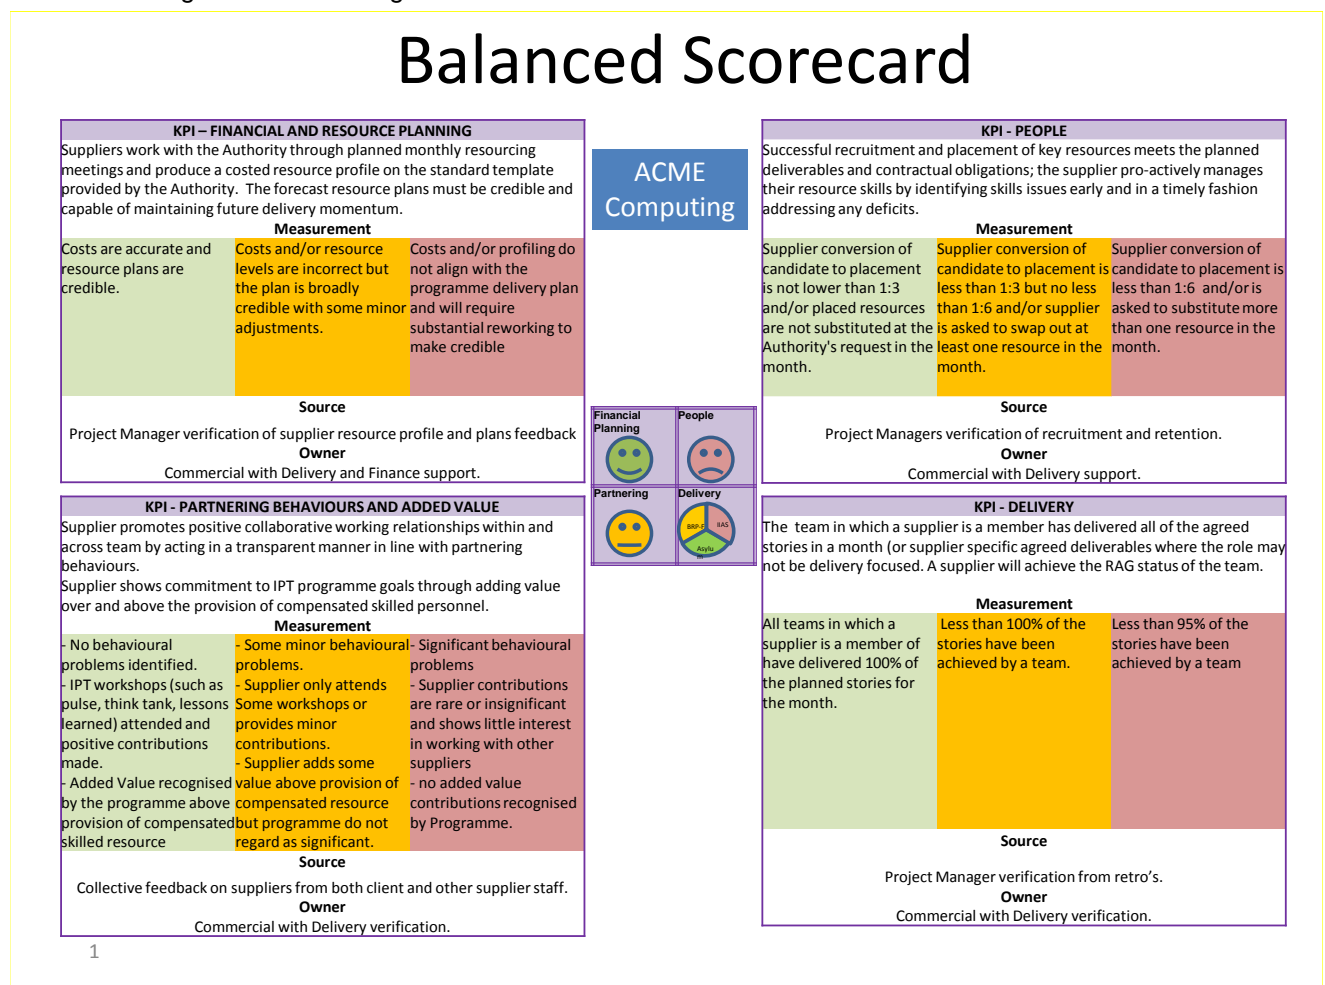 Balanced Scorecard
KPI – FINANCIAL AND RESOURCE PLANNING
Suppliers work with the Authority through planned monthly resourcing
meetings and produce a costed resource profile on the standard template
provided by the Authority.  The forecast resource plans must be credible and
capable of maintaining future delivery momentum.
Measurement
Costs are accurate and
resource plans are
credible.
Costs and/or resource
levels are incorrect but
the plan is broadly
credible with some minor
adjustments.
Costs and/or profiling do
not align with the
programme delivery plan
and will require
substantial reworking to
make credible
Source
Project Manager verification of supplier resource profile and plans feedback
Owner
Commercial with Delivery and Finance support.
ACME
Computing
KPI - PEOPLE
Successful recruitment and placement of key resources meets the planned
deliverables and contractual obligations; the supplier pro-actively manages
their resource skills by identifying skills issues early and in a timely fashion
addressing any deficits.
Measurement
Supplier conversion of
candidate to placement
is not lower than 1:3
and/or placed resources
are not substituted at the
Authority's request in the
month.
Supplier conversion of
candidate to placement is
less than 1:3 but no less
than 1:6 and/or supplier
is asked to swap out at
least one resource in the
month.
Supplier conversion of
candidate to placement is
less than 1:6  and/or is
asked to substitute more
than one resource in the
month.
Source
Project Managers verification of recruitment and retention.
Owner
Commercial with Delivery support.
Financial
Planning
People
Partnering
Delivery
BRP-F
IIAS
Asylu
m
KPI - PARTNERING BEHAVIOURS AND ADDED VALUE
Supplier promotes positive collaborative working relationships within and
across team by acting in a transparent manner in line with partnering
behaviours.
Supplier shows commitment to IPT programme goals through adding value
over and above the provision of compensated skilled personnel.
Measurement
- No behavioural
problems identified.
- IPT workshops (such as
pulse, think tank, lessons
learned) attended and
positive contributions
made.
- Added Value recognised
by the programme above
provision of compensated
skilled resource
- Some minor behavioural
problems.
- Supplier only attends
Some workshops or
provides minor
contributions.
- Supplier adds some
value above provision of
compensated resource
but programme do not
regard as significant.
- Significant behavioural
problems
- Supplier contributions
are rare or insignificant
and shows little interest
in working with other
suppliers
- no added value
contributions recognised
by Programme.
Source
Collective feedback on suppliers from both client and other supplier staff.
Owner
Commercial with Delivery verification.
KPI - DELIVERY
The  team in which a supplier is a member has delivered all of the agreed
stories in a month (or supplier specific agreed deliverables where the role may
not be delivery focused. A supplier will achieve the RAG status of the team.
Measurement
All teams in which a
supplier is a member of
have delivered 100% of
the planned stories for
the month.
Less than 100% of the
stories have been
achieved by a team.
Less than 95% of the
stories have been
achieved by a team
Source
Project Manager verification from retro’s.
Owner
Commercial with Delivery verification.
1